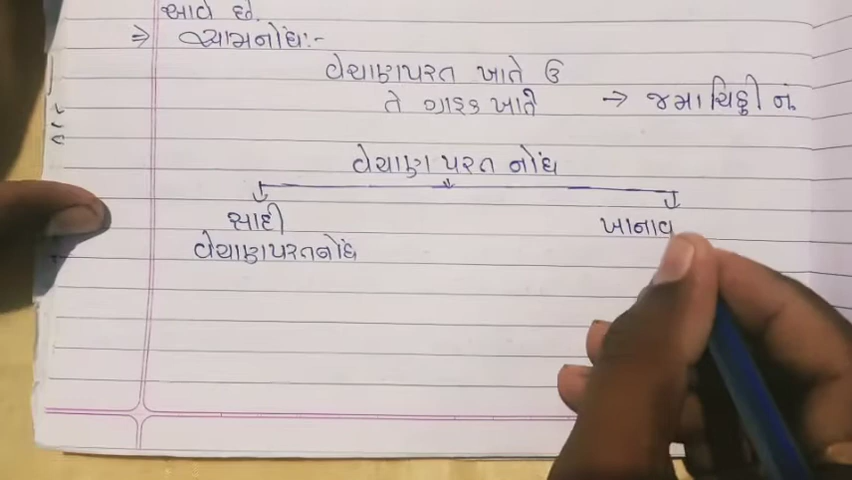 આવે છે.
⇒ આમનોંધ:-
વેચાણપરત ખાતે ઉ
તે ગ્રાહક ખાતે → જમાચિઠ્ઠી નં.
વેચાણ પરત નોંધ
સાદી ખાનાવ
વેચાણપરતનોંધ